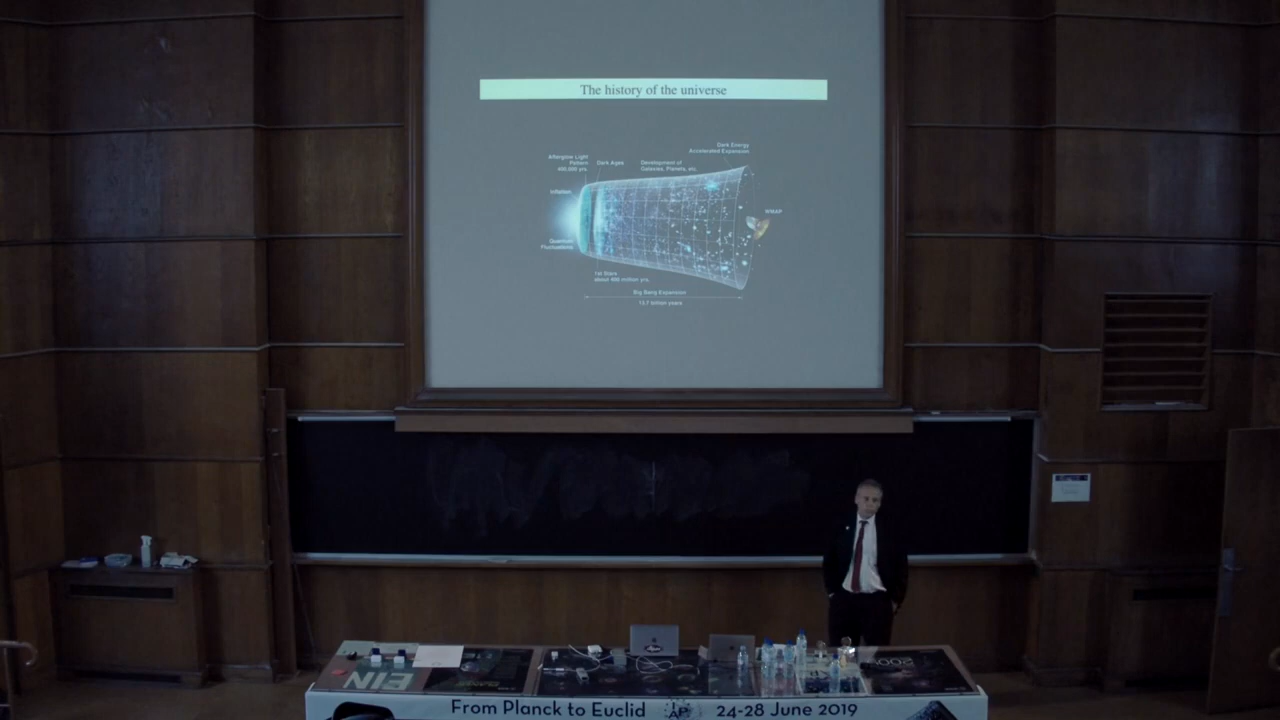 The history of the universe
Dark Energy
Accelerated Expansion
Afterglow Light
Pattern
400,000 yrs.
Dark Ages
Development of
Galaxies, Planets, etc.
Inflation
WMAP
Quantum
Fluctuations
1st Stars
about 400 million yrs.
Big Bang Expansion
13.7 billion years
EIN
From Planck to Euclid
24-28 June 2019